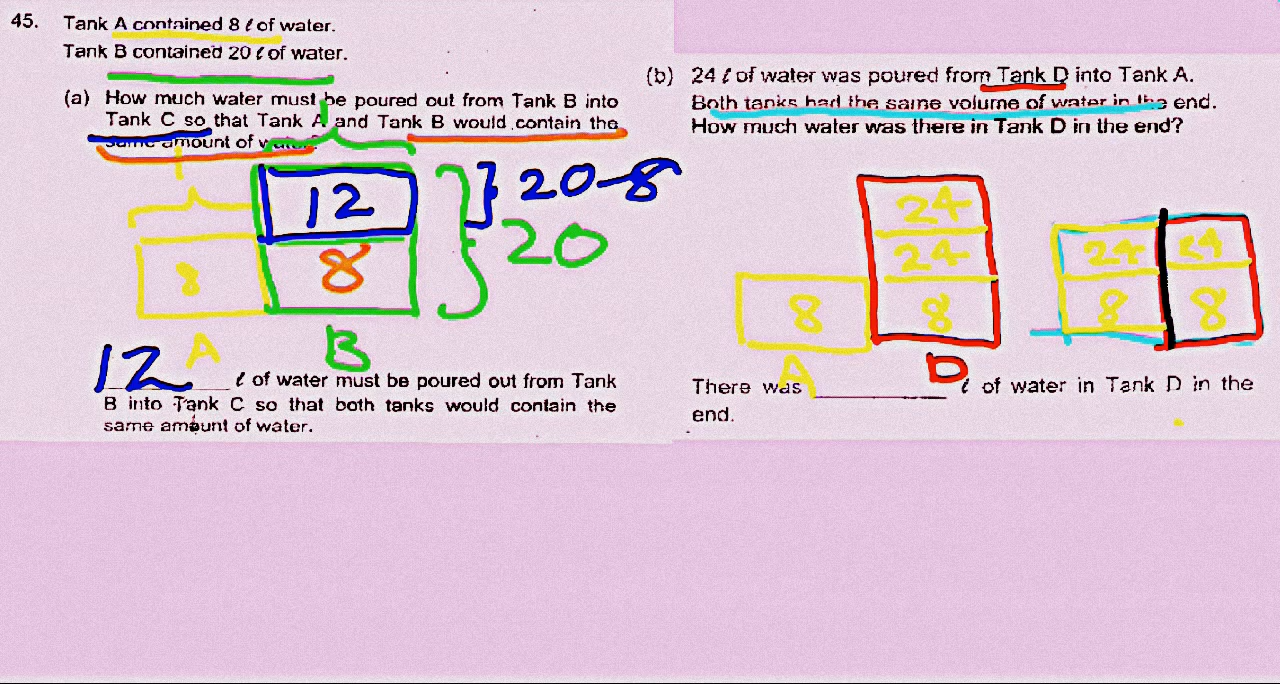 45. Tank A contained 8 ℓ of water.
Tank B contained 20 ℓ of water.
(a) How much water must be poured out from Tank B into
Tank C so that Tank A and Tank B would contain the
same amount of water?
8
12
8
} 20-8
} 20
A
B
12 ℓ of water must be poured out from Tank
B into Tank C so that both tanks would contain the
same amount of water.
(b) 24 ℓ of water was poured from Tank D into Tank A.
Both tanks had the same volume of water in the end.
How much water was there in Tank D in the end?
24
24
8 8
A D
24 24
8 8
There was ________ ℓ of water in Tank D in the
end.